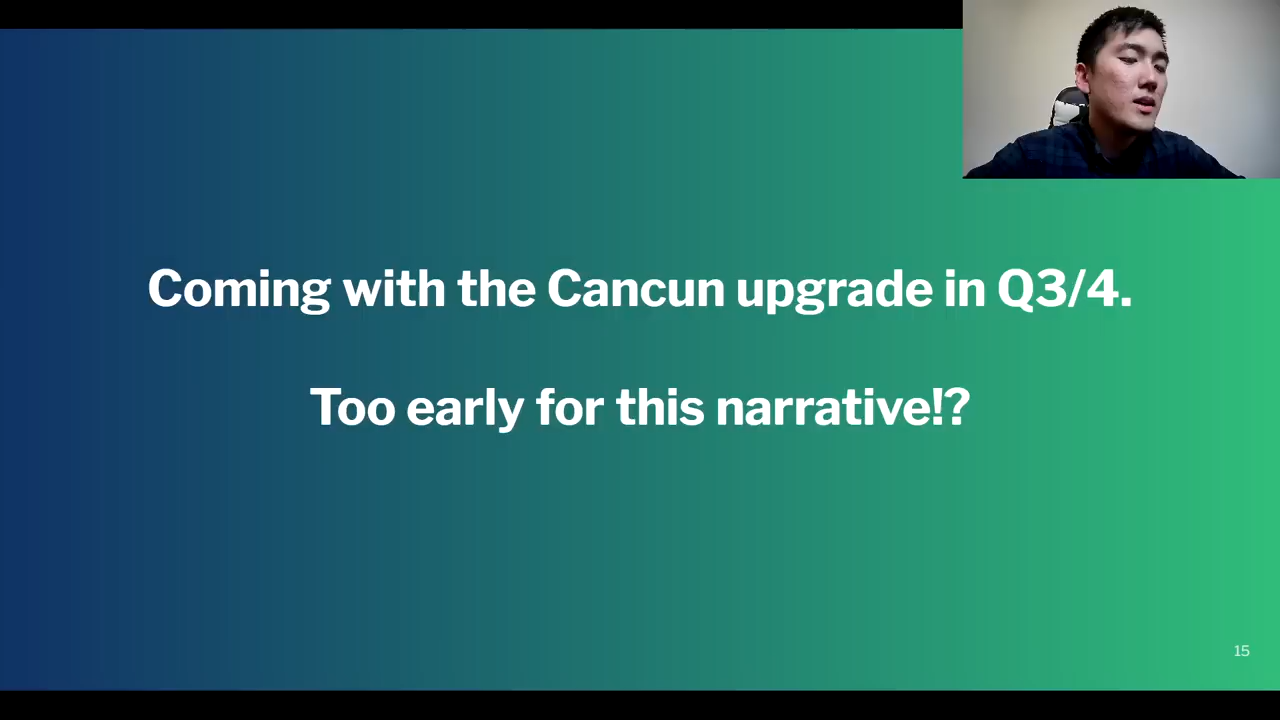 Coming with the Cancun upgrade in Q3/4.
Too early for this narrative!?
15